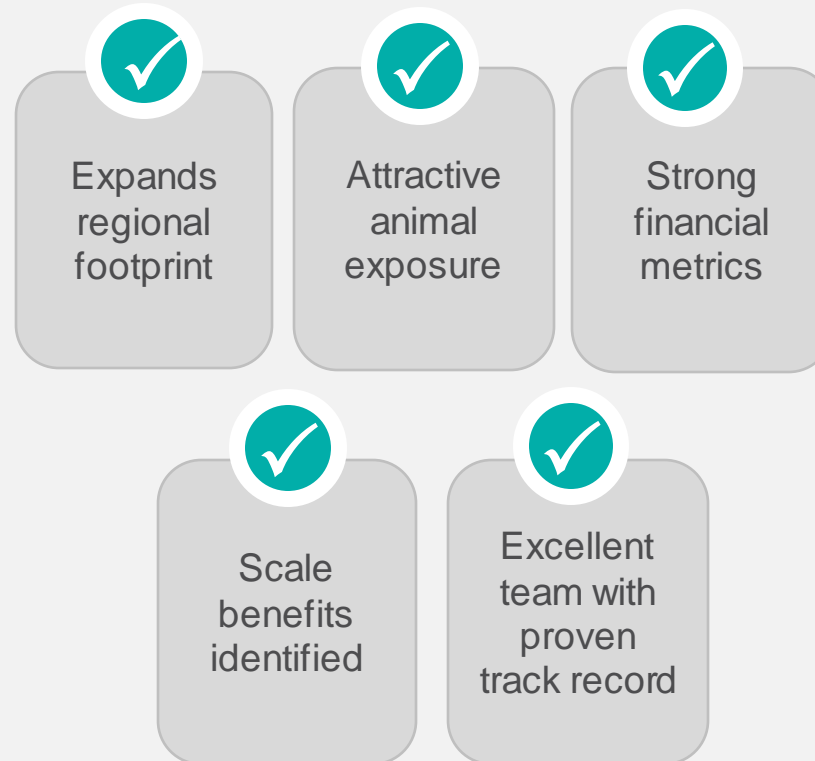 Expands
regional
footprint
Attractive
animal
exposure
Strong
financial
metrics
Scale
benefits
identified
Excellent
team with
proven
track record